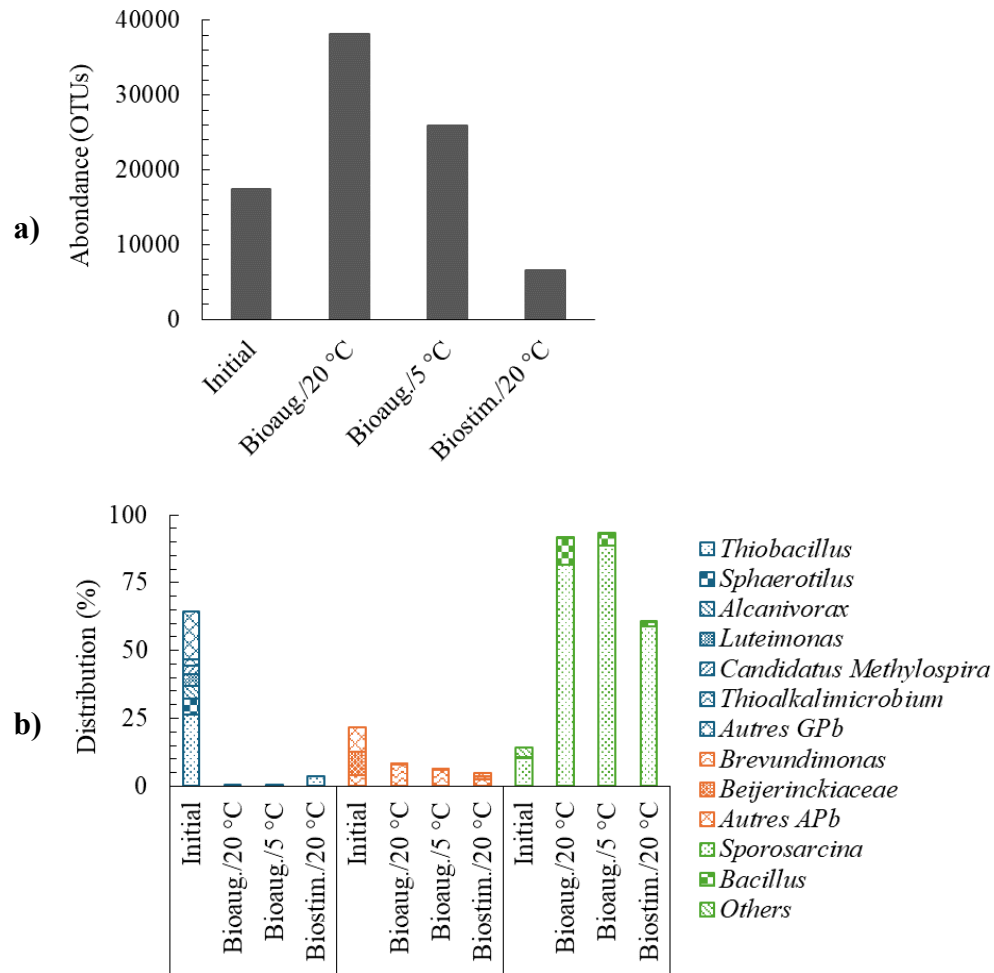 a)
Abondance (OTUs)
40000
30000
20000
10000
0
Initial
Bioaug./20 °C
Bioaug./5 °C
Biostim./20 °C
b)
Distribution (%)
100
75
50
25
0
Initial
Bioaug./20 °C
Bioaug./5 °C
Biostim./20 °C
Initial
Bioaug./20 °C
Bioaug./5 °C
Biostim./20 °C
Initial
Bioaug./20 °C
Bioaug./5 °C
Biostim./20 °C
Thiobacillus
Sphaerotilus
Alcanivorax
Luteimonas
Candidatus Methylospira
Thioalkalimicrobium
Autres GPb
Brevundimonas
Beijerinckiaceae
Autres APb
Sporosarcina
Bacillus
Others